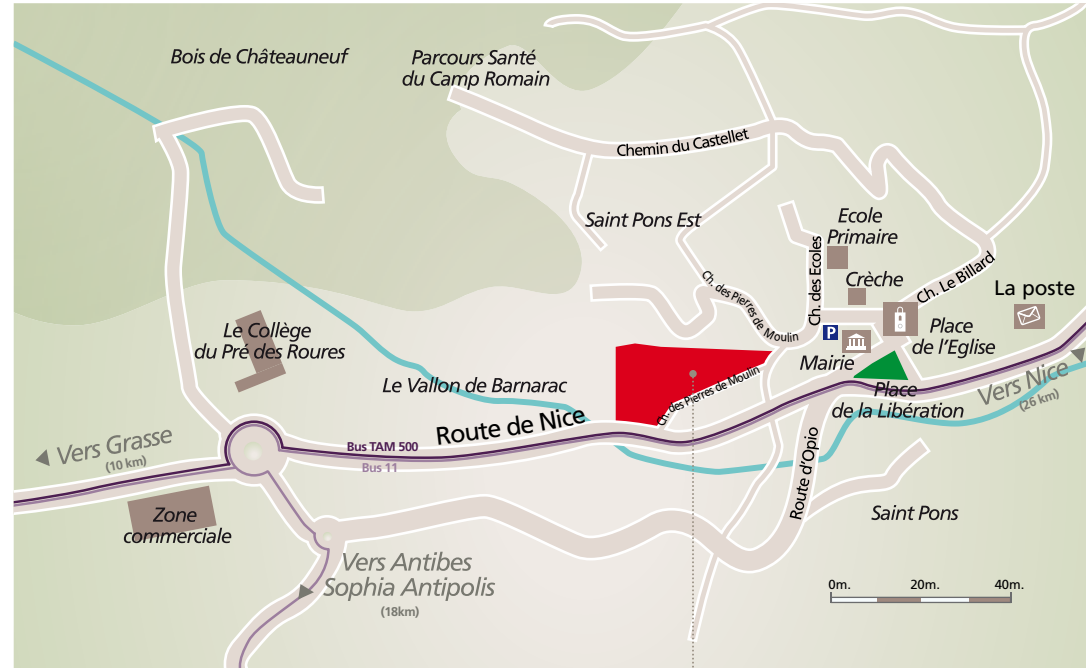 Bois de Châteauneuf
Parcours Santé
du Camp Romain
Chemin du Castellet
Saint Pons Est
Ecole
Primaire
Ch. des Ecoles
Crèche
Ch. Le Billard
La poste
Ch. des Pierres de Moulin
P
Place
de l'Eglise
Mairie
Le Collège
du Pré des Roures
Le Vallon de Barnarac
Ch. des Pierres de Moulin
Place
de la Libération
Vers Nice
(26 km)
Route de Nice
Bus TAM 500
Bus 11
Vers Grasse
(10 km)
Route d'Opio
Zone
commerciale
Saint Pons
Vers Antibes
Sophia Antipolis
(18km)
0m. 20m. 40m.